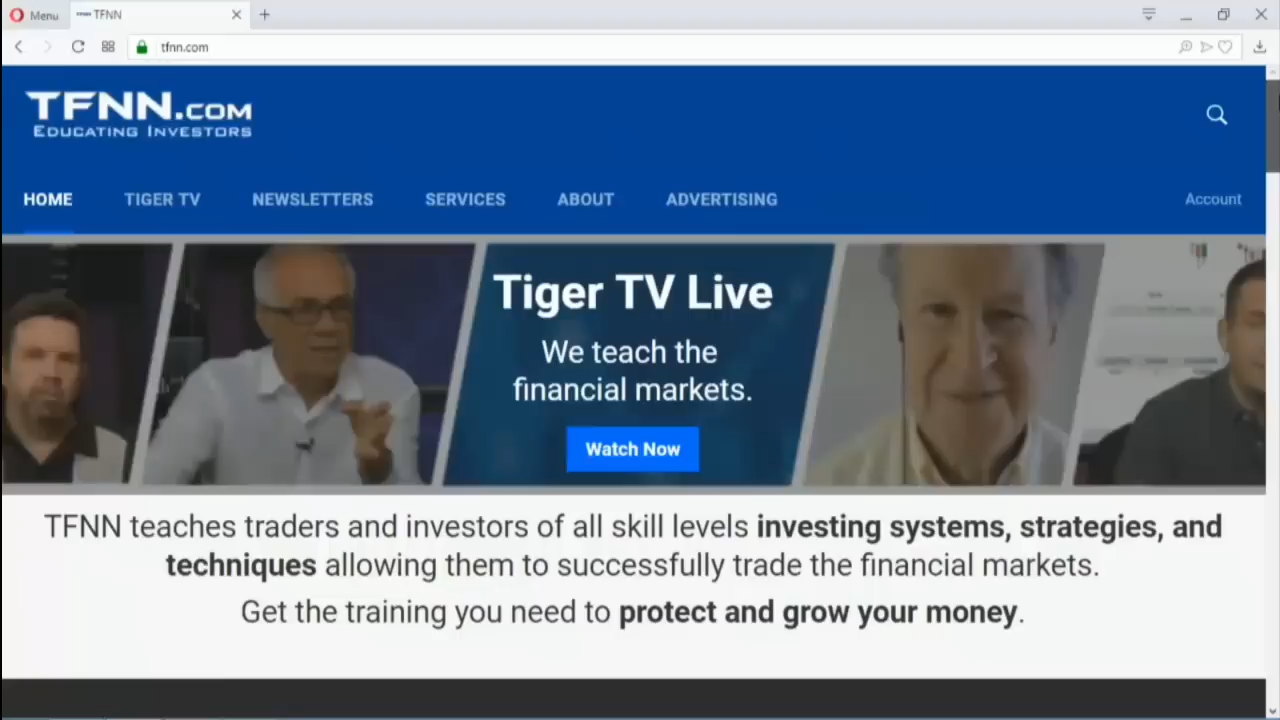 Menu
TFNN
tfnn.com
TFNN.COM
EDUCATING INVESTORS
HOME
TIGER TV
NEWSLETTERS
SERVICES
ABOUT
ADVERTISING
Account
Tiger TV Live
We teach the
financial markets.
Watch Now
TFNN teaches traders and investors of all skill levels investing systems, strategies, and
techniques allowing them to successfully trade the financial markets.
Get the training you need to protect and grow your money.